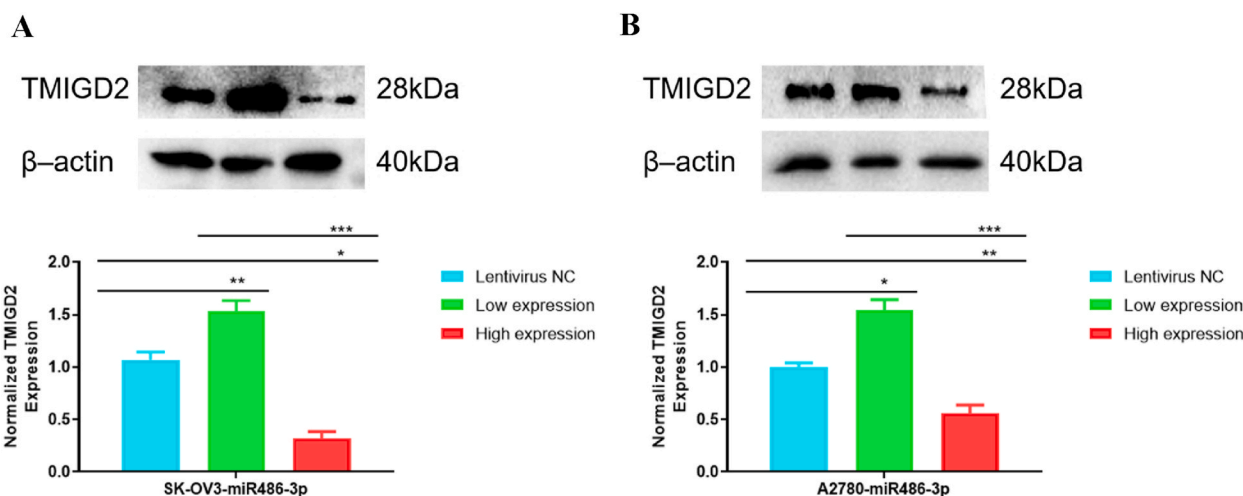 A
TMIGD2
28kDa
β–actin
40kDa
***
*
**
2.0
1.5
1.0
0.5
0.0
Normalized TMIGD2
Expression
SK-OV3-miR486-3p
Lentivirus NC
Low expression
High expression
B
TMIGD2
28kDa
β–actin
40kDa
***
**
*
2.0
1.5
1.0
0.5
0.0
Normalized TMIGD2
Expression
A2780-miR486-3p
Lentivirus NC
Low expression
High expression